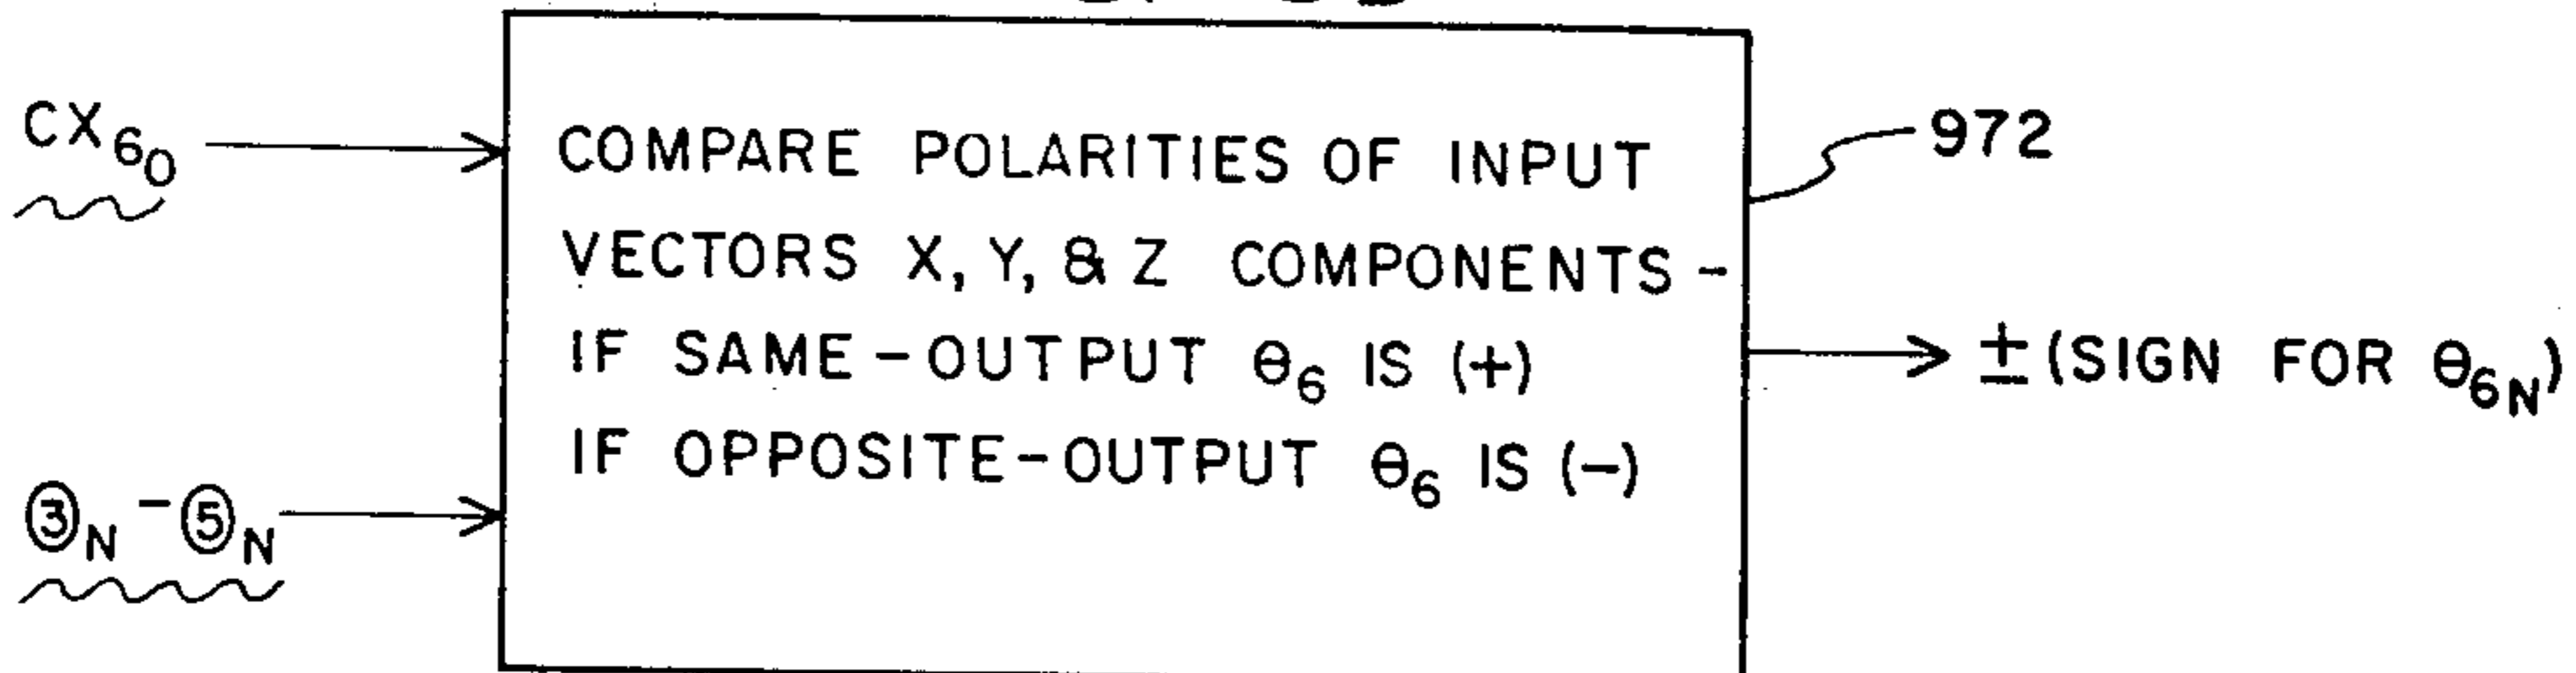 CX₆₀
COMPARE POLARITIES OF INPUT
VECTORS X, Y, & Z COMPONENTS -
IF SAME - OUTPUT θ₆ IS (+)
IF OPPOSITE - OUTPUT θ₆ IS (-)
③N - ⑤N
972
± (SIGN FOR θ₆N)